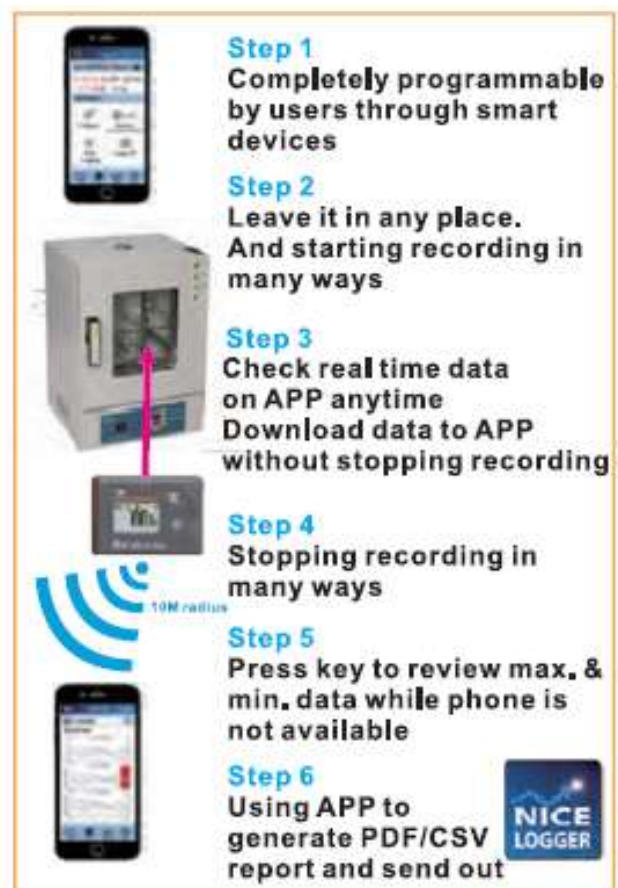 Step 1
Completely programmable
by users through smart
devices
Step 2
Leave it in any place.
And starting recording in
many ways
Step 3
Check real time data
on APP anytime
Download data to APP
without stopping recording
Step 4
Stopping recording in
many ways
10M radius
Step 5
Press key to review max. &
min. data while phone is
not available
Step 6
Using APP to
generate PDF/CSV
report and send out
NICE
LOGGER